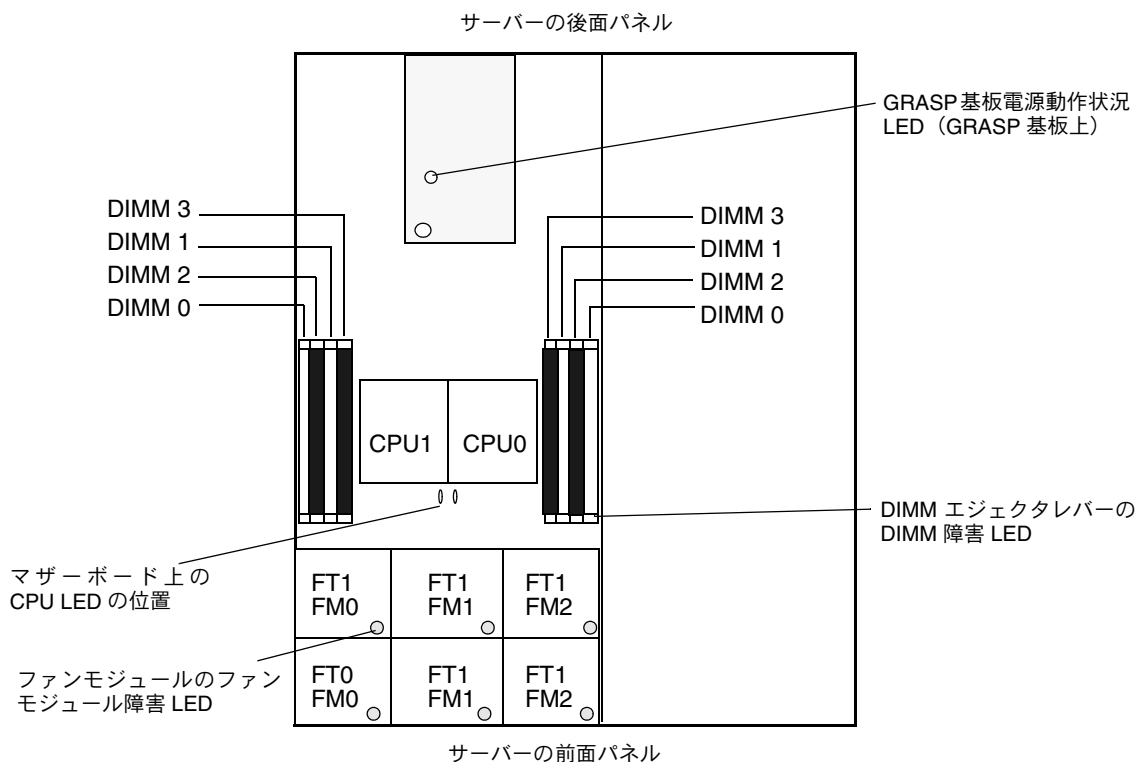 サーバーの後面パネル
GRASP 基板電源動作状況
LED（GRASP 基板上）
DIMM 3
DIMM 1
DIMM 2
DIMM 0
DIMM 3
DIMM 1
DIMM 2
DIMM 0
CPU1
CPU0
DIMM エジェクタレバーの
DIMM 障害 LED
マザーボード上の
CPU LED の位置
FT1
FM0
FT1
FM1
FT1
FM2
ファンモジュールのファン
モジュール障害 LED
FT0
FM0
FT1
FM1
FT1
FM2
サーバーの前面パネル